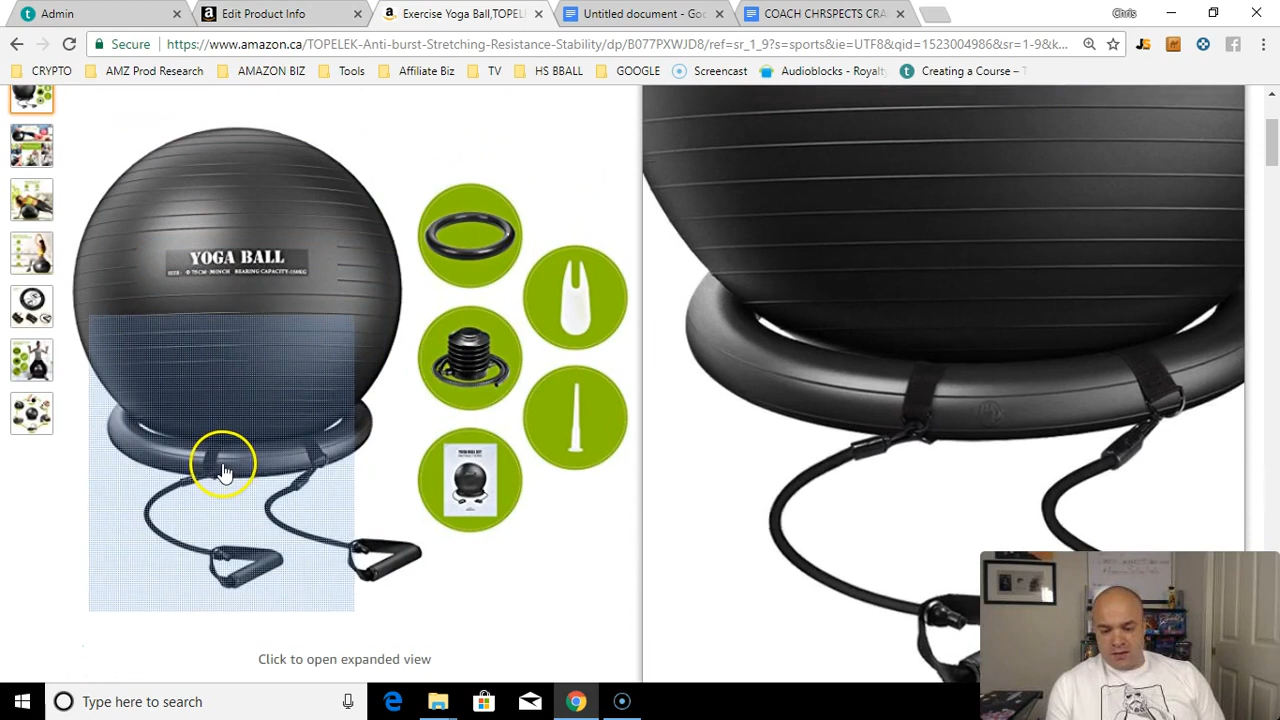 Admin
Edit Product Info
Exercise Yoga Ball,TOPELE
Untitled document - Goo
COACH CHRSPECTS CRA
Chris
Secure
https://www.amazon.ca/TOPELEK-Anti-burst-Stretching-Resistance-Stability/dp/B077PXWJD8/ref=sr_1_9?s=sports&ie=UTF8&qid=1523004986&sr=1-9&k...
CRYPTO
AMZ Prod Research
AMAZON BIZ
Tools
Affiliate Biz
TV
HS BBALL
GOOGLE
Screencast
Audioblocks - Royalt
Creating a Course – T
YOGA BALL
Click to open expanded view
Type here to search